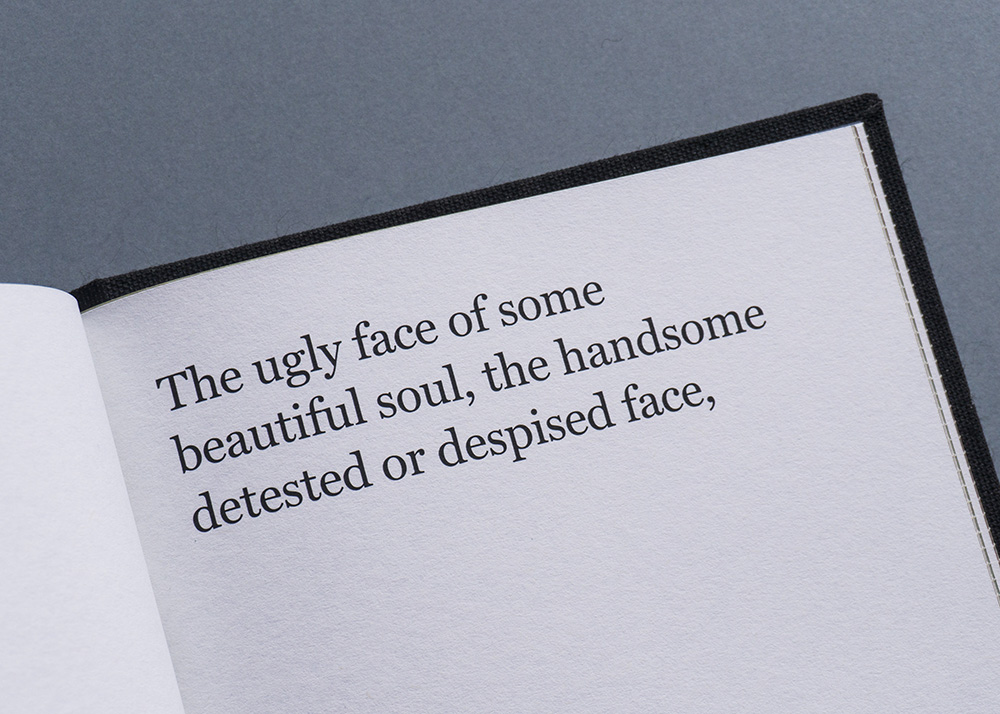 The ugly face of some
beautiful soul, the handsome
detested or despised face,